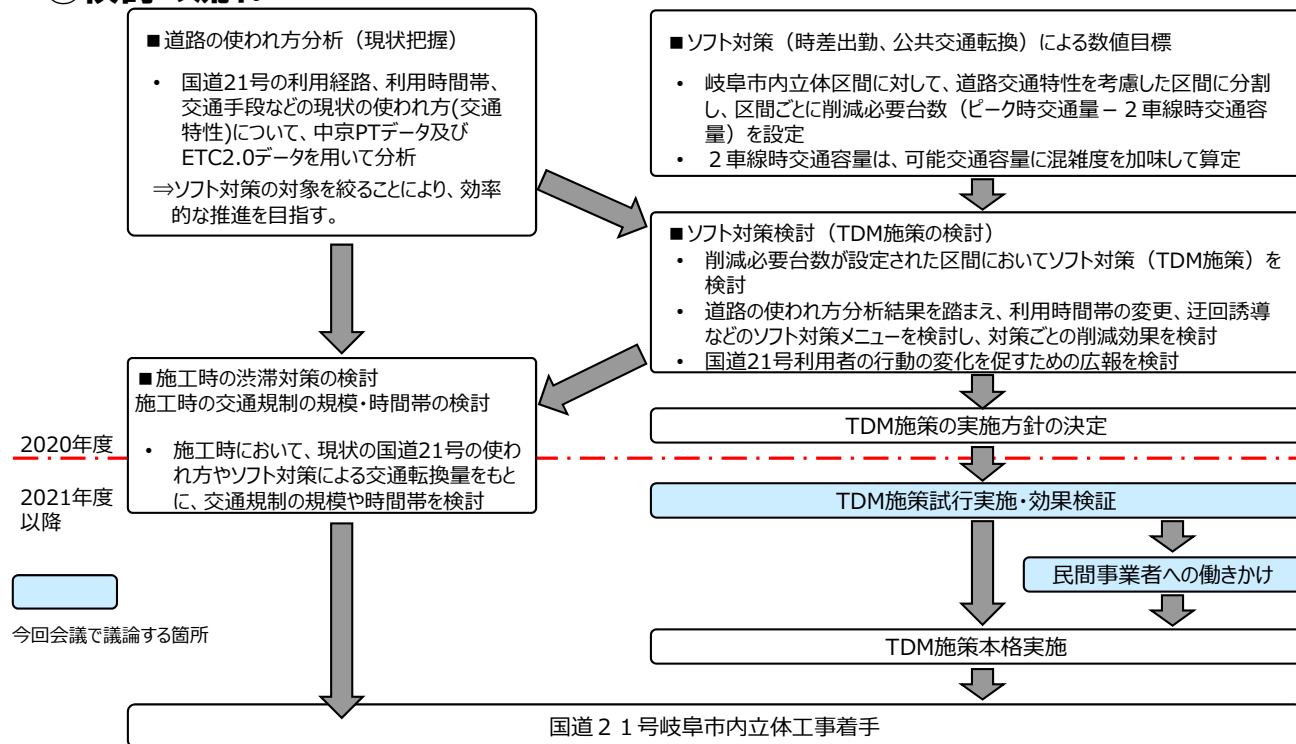 ■道路の使われ方分析（現状把握）
• 国道21号の利用経路、利用時間帯、
交通手段などの現状の使われ方(交通
特性)について、中京PTデータ及び
ETC2.0データを用いて分析
⇒ソフト対策の対象を絞ることにより、効率
的な推進を目指す。
■ソフト対策（時差出勤、公共交通転換）による数値目標
• 岐阜市内立体区間に対して、道路交通特性を考慮した区間に分割
し、区間ごとに削減必要台数（ピーク時交通量－２車線時交通容
量）を設定
• ２車線時交通容量は、可能交通容量に混雑度を加味して算定
■ソフト対策検討（TDM施策の検討）
• 削減必要台数が設定された区間においてソフト対策（TDM施策）を
検討
• 道路の使われ方分析結果を踏まえ、利用時間帯の変更、迂回誘導
などのソフト対策メニューを検討し、対策ごとの削減効果を検討
• 国道21号利用者の行動の変化を促すための広報を検討
■施工時の渋滞対策の検討
施工時の交通規制の規模・時間帯の検討
• 施工時において、現状の国道21号の使わ
れ方やソフト対策による交通転換量をもと
に、交通規制の規模や時間帯を検討
TDM施策の実施方針の決定
2020年度
2021年度
以降
TDM施策試行実施・効果検証
民間事業者への働きかけ
今回会議で議論する箇所
TDM施策本格実施
国道２１号岐阜市内立体工事着手